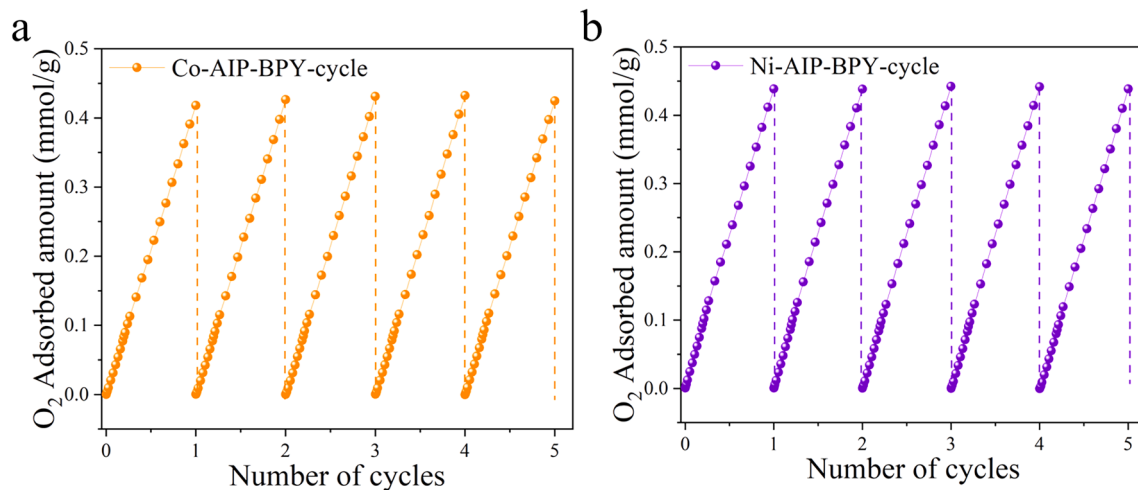 a
Co-AIP-BPY-cycle
O₂ Adsorbed amount (mmol/g)
0.5
0.4
0.3
0.2
0.1
0.0
0 1 2 3 4 5
Number of cycles
b
Ni-AIP-BPY-cycle
O₂ Adsorbed amount (mmol/g)
0.5
0.4
0.3
0.2
0.1
0.0
0 1 2 3 4 5
Number of cycles